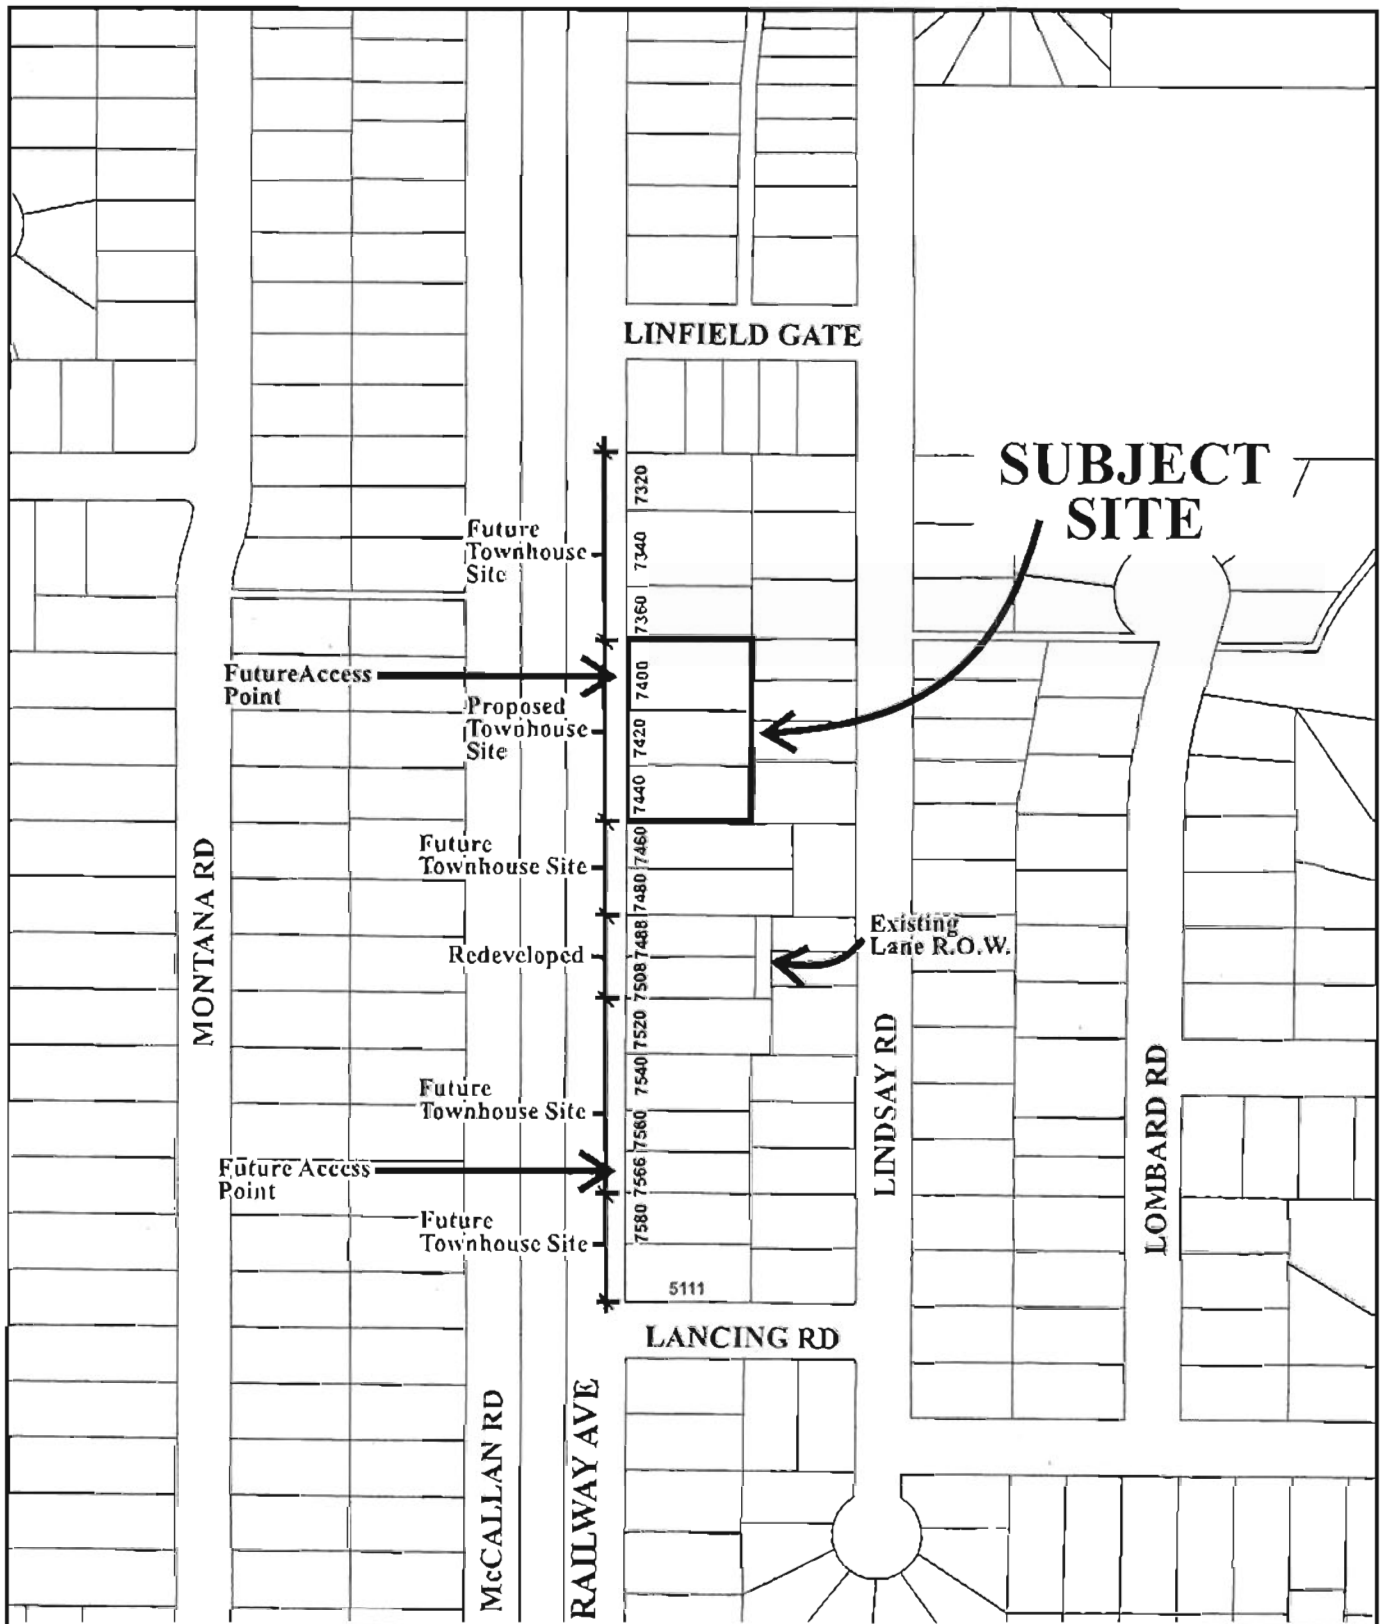 LINFIELD GATE
SUBJECT
SITE
7320
Future
Townhouse
Site
7340
7360
Future Access
Point
7400
Proposed
Townhouse
Site
7420
7440
Future
Townhouse Site
7460
7480
MONTANA RD
Existing
Lane R.O.W.
Redeveloped
7488
7508
7520
LINDSAY RD
LOMBARD RD
7540
Future
Townhouse Site
7560
Future Access
Point
7566
Future
Townhouse Site
7580
5111
LANCING RD
McCALLAN RD
RAILWAY AVE